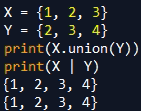 X = {1, 2, 3}
Y = {2, 3, 4}
print(X.union(Y))
print(X | Y)
{1, 2, 3, 4}
{1, 2, 3, 4}